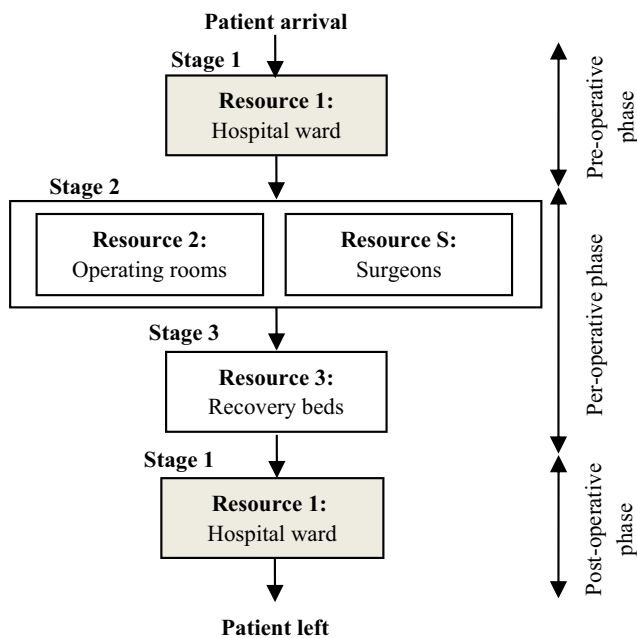 Patient arrival
Stage 1
Resource 1:
Hospital ward
Pre-operative
phase
Stage 2
Resource 2:
Operating rooms
Resource S:
Surgeons
Per-operative phase
Stage 3
Resource 3:
Recovery beds
Stage 1
Resource 1:
Hospital ward
Post-operative
phase
Patient left